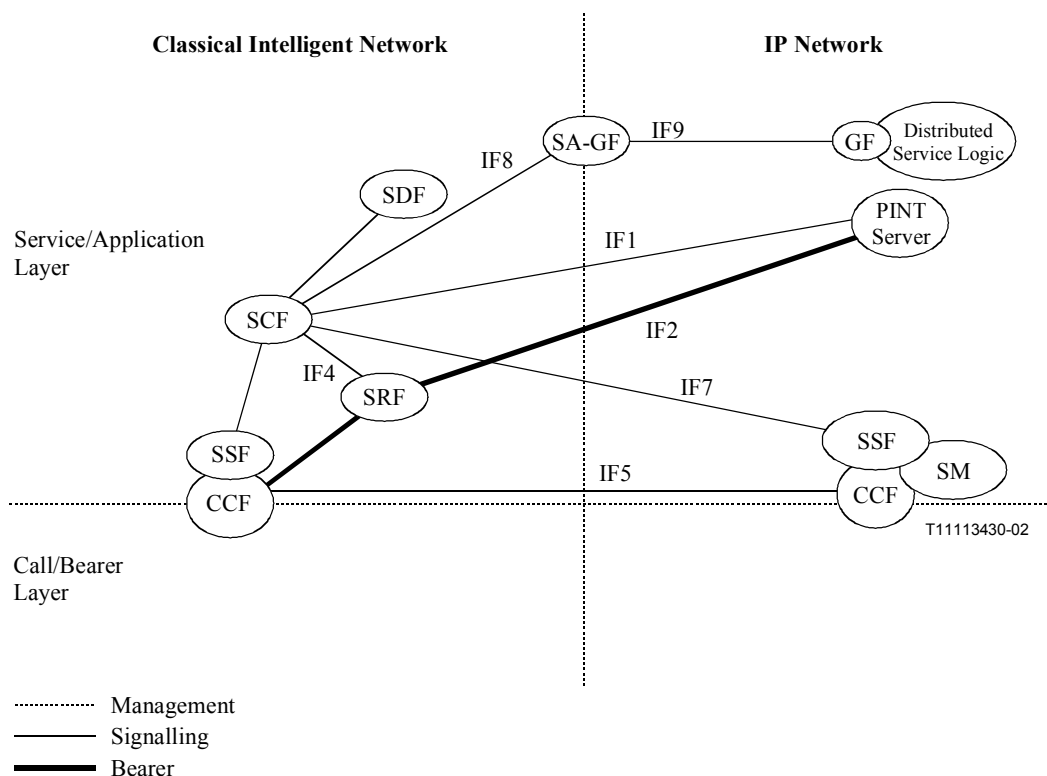 Classical Intelligent Network
IP Network
SA-GF
IF9
GF
Distributed
Service Logic
IF8
SDF
PINT
Server
Service/Application
Layer
IF1
SCF
IF2
IF4
SRF
IF7
SSF
SSF
SM
CCF
IF5
CCF
T11113430-02
Call/Bearer
Layer
Management
Signalling
Bearer